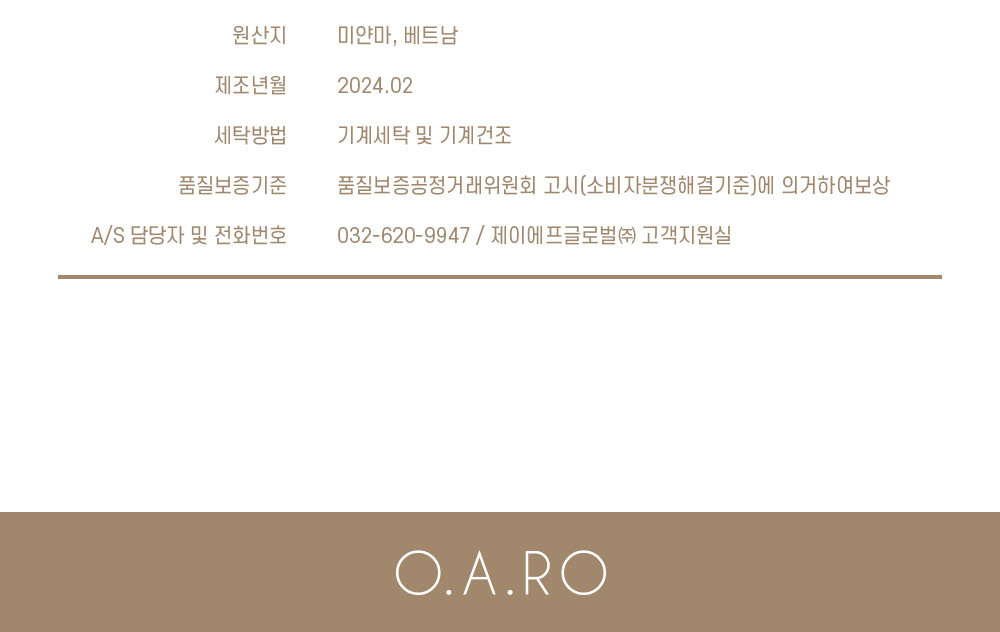 원산지 미얀마, 베트남
제조년월 2024.02
세탁방법 기계세탁 및 기계건조
품질보증기준 품질보증공정거래위원회 고시(소비자분쟁해결기준)에 의거하여보상
A/S 담당자 및 전화번호 032-620-9947 / 제이에프글로벌㈜ 고객지원실
O.A.RO